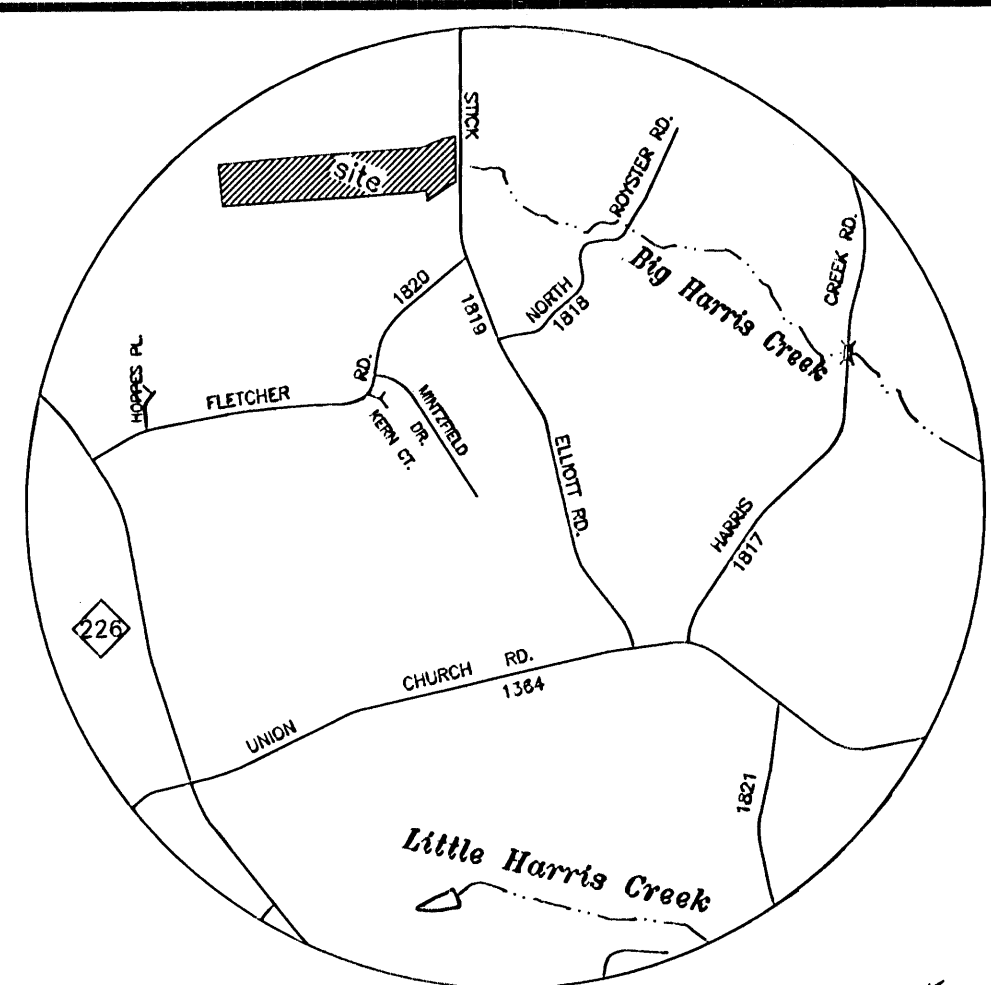 STICK
site
ROYSTER RD.
CREEK RD.
Big Harris Creek
1820
1819
NORTH
1818
HOPPES PL.
FLETCHER
RD.
MINTZFIELD
DR.
KERN CT.
ELLIOTT RD.
HARRIS
1817
226
CHURCH RD.
1364
UNION
1821
Little Harris Creek